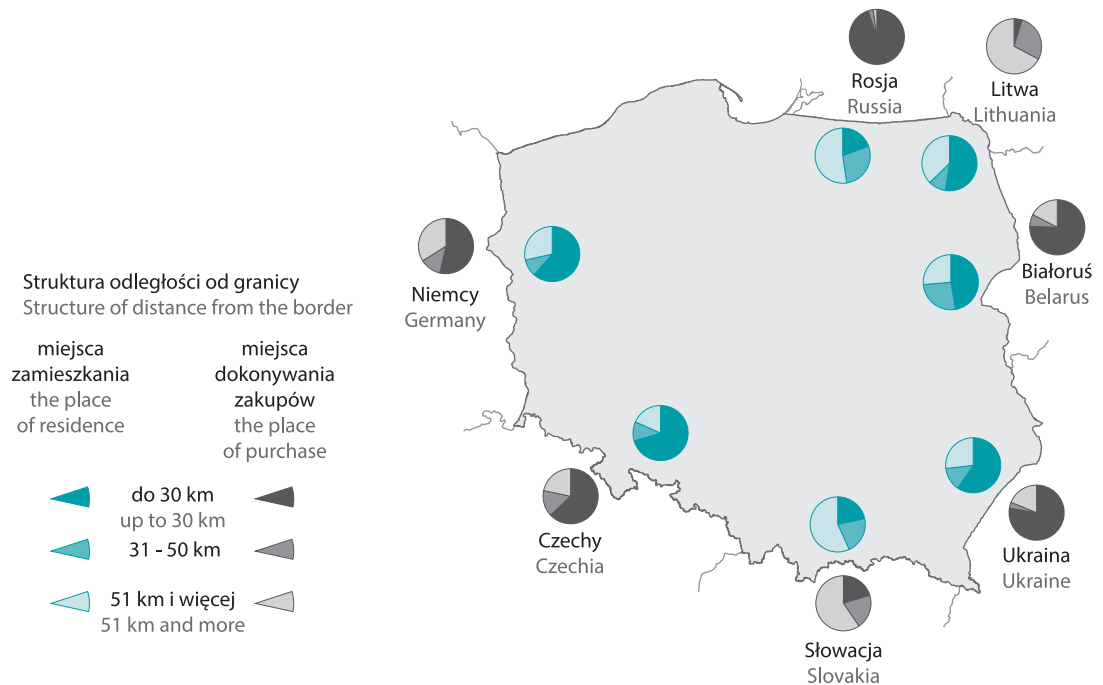 Rosja
Russia
Litwa
Lithuania
Białoruś
Belarus
Niemcy
Germany
Struktura odległości od granicy
Structure of distance from the border
miejsca
zamieszkania
the place
of residence
miejsca
dokonywania
zakupów
the place
of purchase
do 30 km
up to 30 km
31 - 50 km
51 km i więcej
51 km and more
Czechy
Czechia
Ukraina
Ukraine
Słowacja
Slovakia